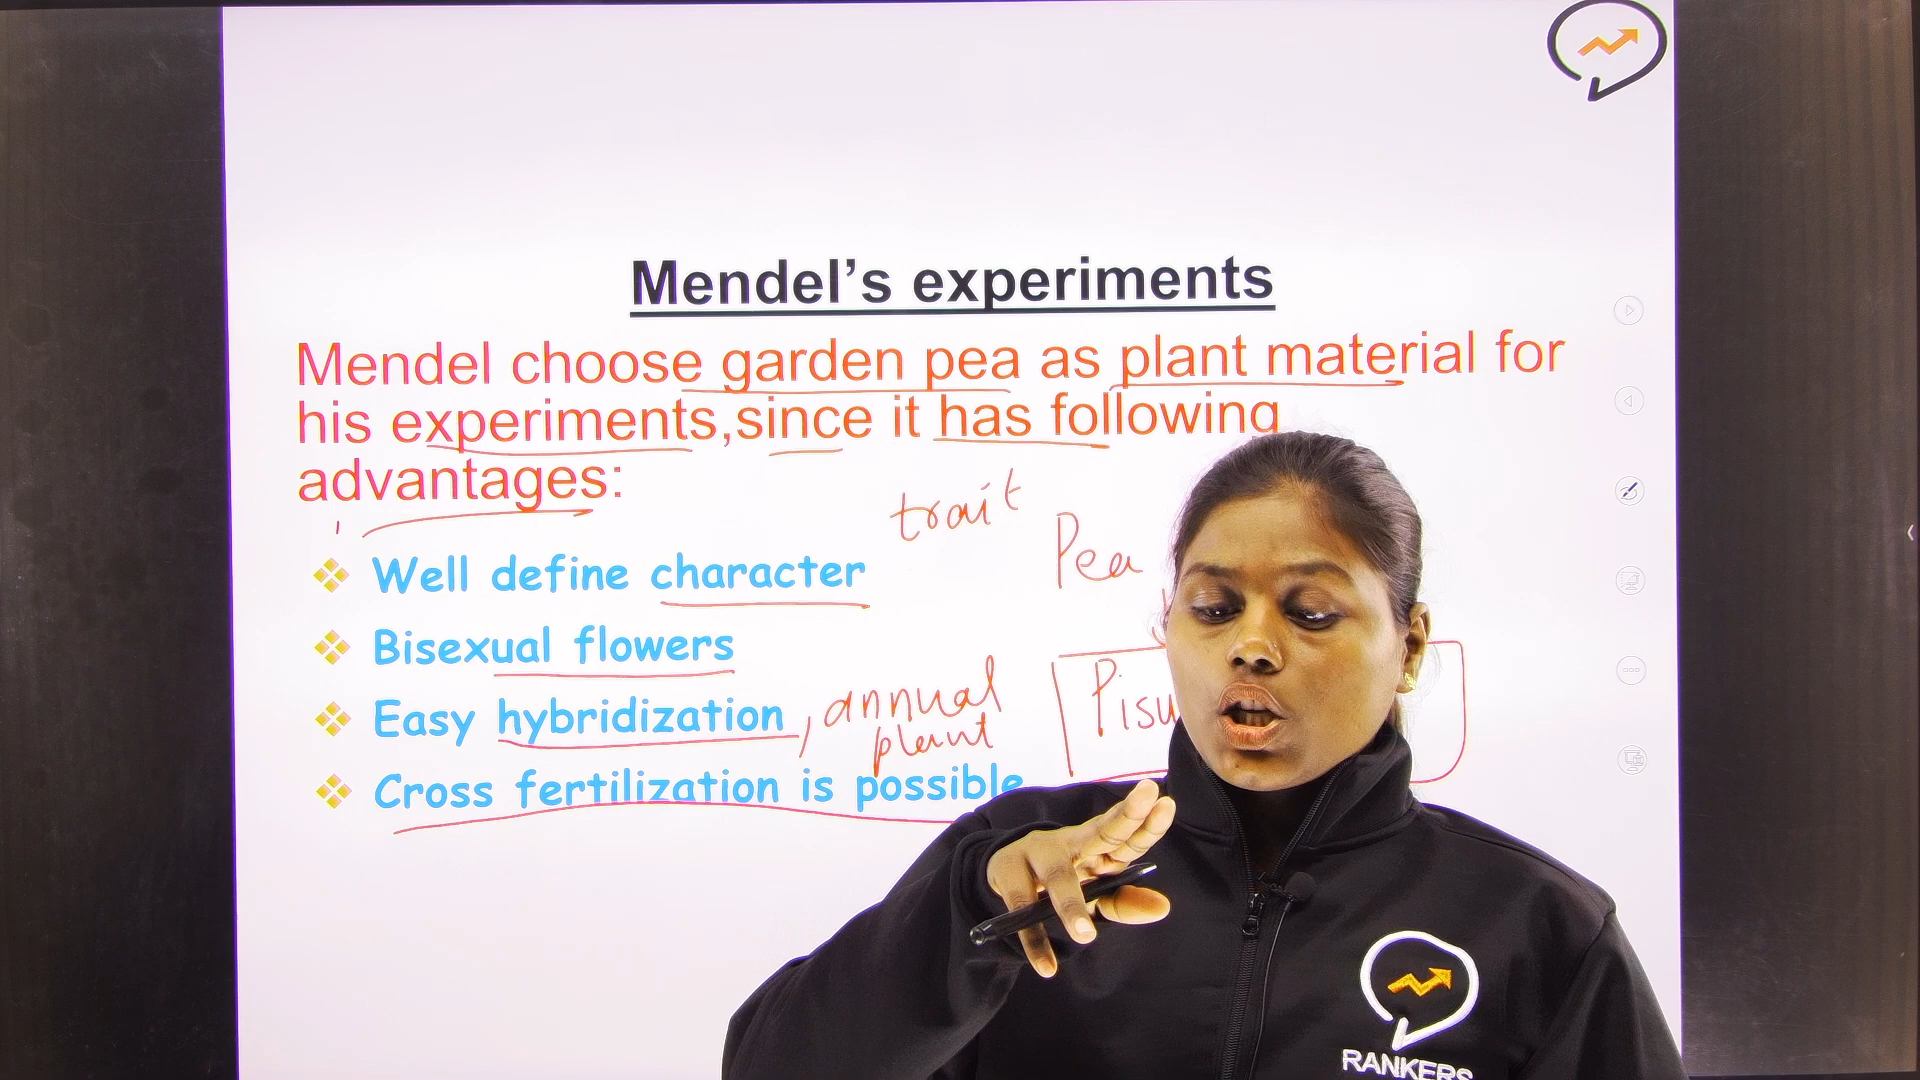 Mendel's experiments
Mendel choose garden pea as plant material for
his experiments,since it has following
advantages:
trait
Pea
Well define character
Bisexual flowers
Easy hybridization , annual
plant
Pisu
Cross fertilization is possible
RANKERS